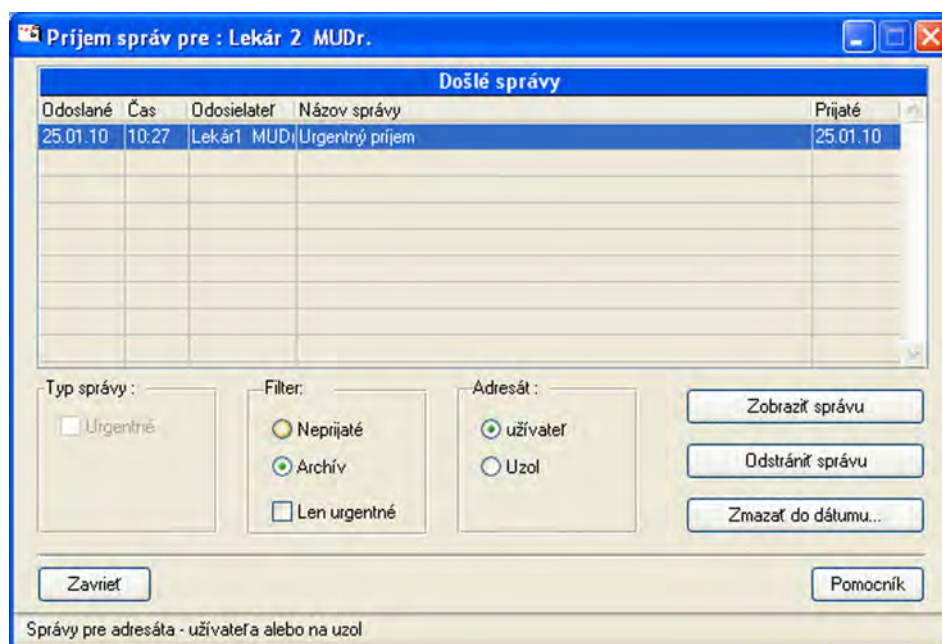 Príjem správ pre : Lekár 2 MUDr.
Došlé správy
Odoslané Čas Odosielateľ Názov správy Prijaté
25.01.10 10:27 Lekár1 MUDr Urgentný príjem 25.01.10
Typ správy : Filter: Adresát :
Urgentné Neprijaté užívateľ Zobraziť správu
Archív Uzol Odstrániť správu
Len urgentné Zmazať do dátumu...
Zavrieť Pomocník
Správy pre adresáta - užívateľa alebo na uzol